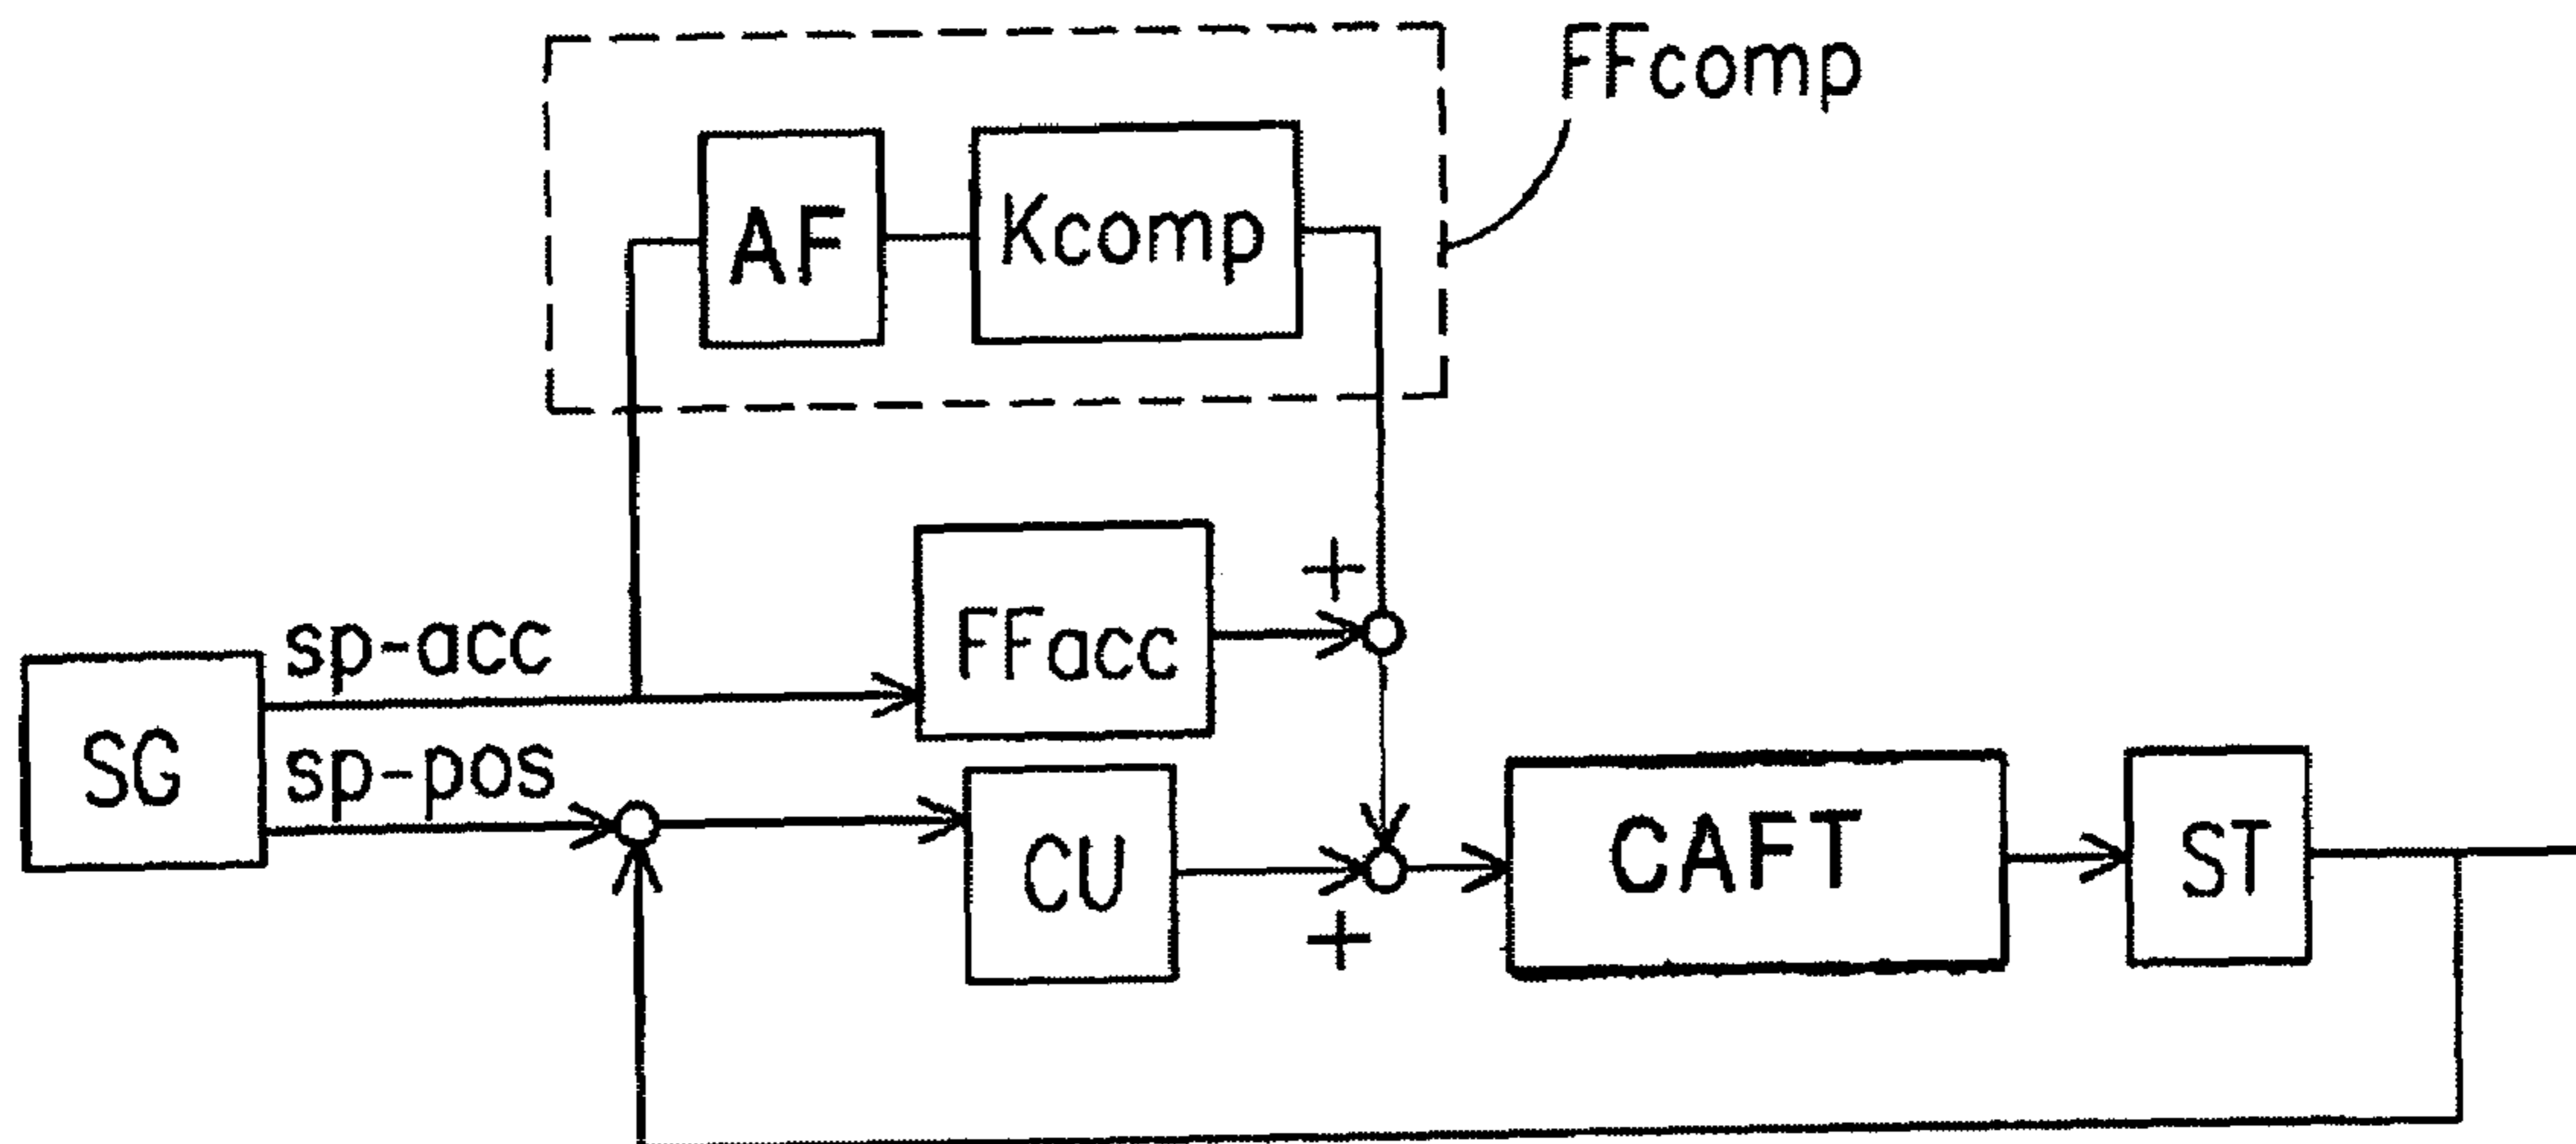 FFcomp
AF
Kcomp
+
FFacc
sp-acc
SG
sp-pos
CU
CAFT
ST
+